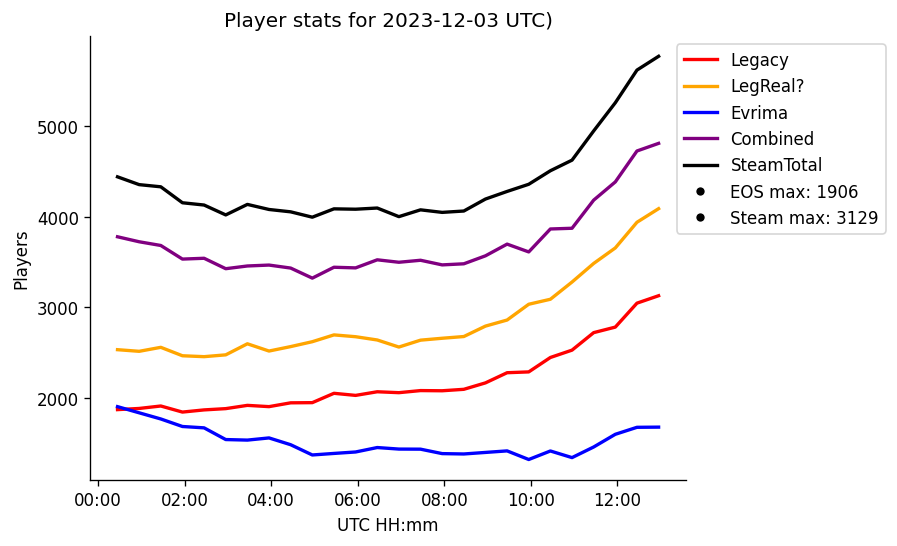 Player stats for 2023-12-03 UTC)
Legacy
LegReal?
Evrima
Combined
SteamTotal
EOS max: 1906
Steam max: 3129
Players
5000
4000
3000
2000
00:00 02:00 04:00 06:00 08:00 10:00 12:00
UTC HH:mm